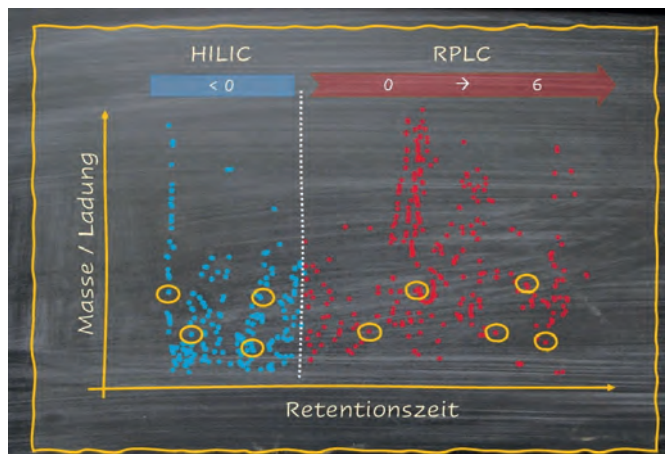 HILIC
RPLC
< 0
0 → 6
Masse / Ladung
Retentionszeit